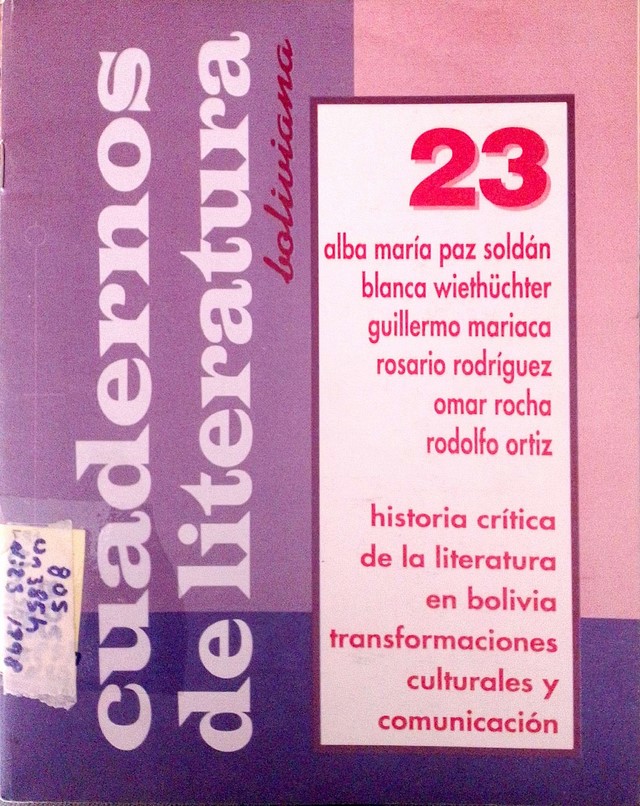 cuadernos
de literatura
boliviana
23
alba maría paz soldán
blanca wiethüchter
guillermo mariaca
rosario rodríguez
omar rocha
rodolfo ortiz
historia crítica
de la literatura
en bolivia
transformaciones
culturales y
comunicación
805